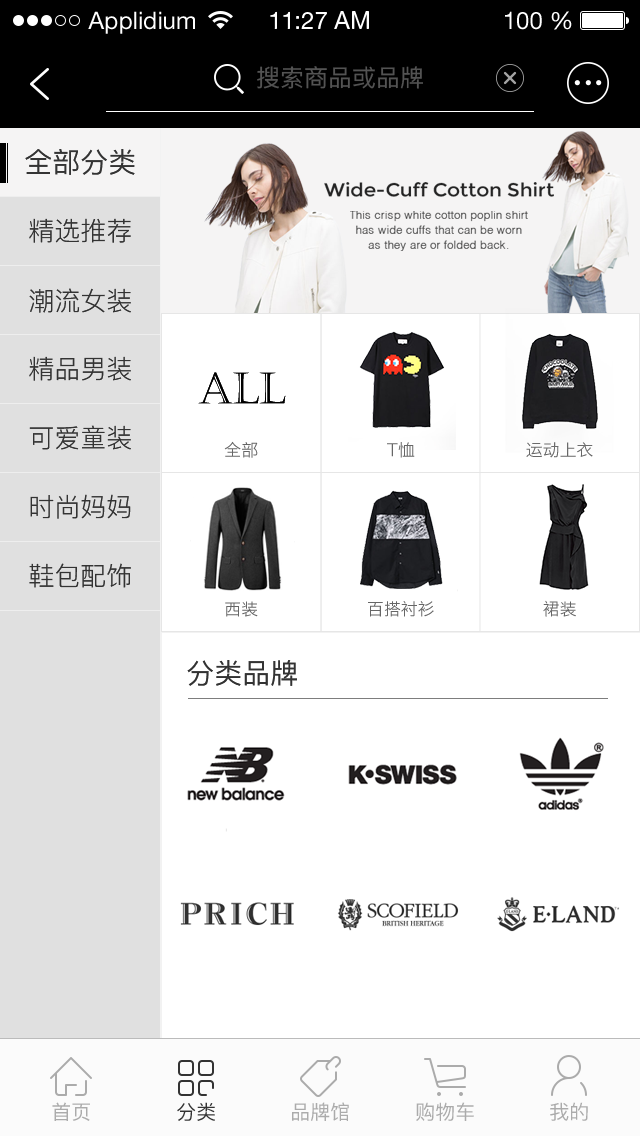 Applidium 11:27 AM 100 %
搜索商品或品牌
全部分类
精选推荐
潮流女装
精品男装
可爱童装
时尚妈妈
鞋包配饰
Wide-Cuff Cotton Shirt
This crisp white cotton poplin shirt
has wide cuffs that can be worn
as they are or folded back.
ALL
全部
T恤
运动上衣
西装
百搭衬衫
裙装
分类品牌
NB
new balance
K•SWISS
adidas®
®
PRICH
SCOFIELD
BRITISH HERITAGE
E·LAND
首页
分类
品牌馆
购物车
我的